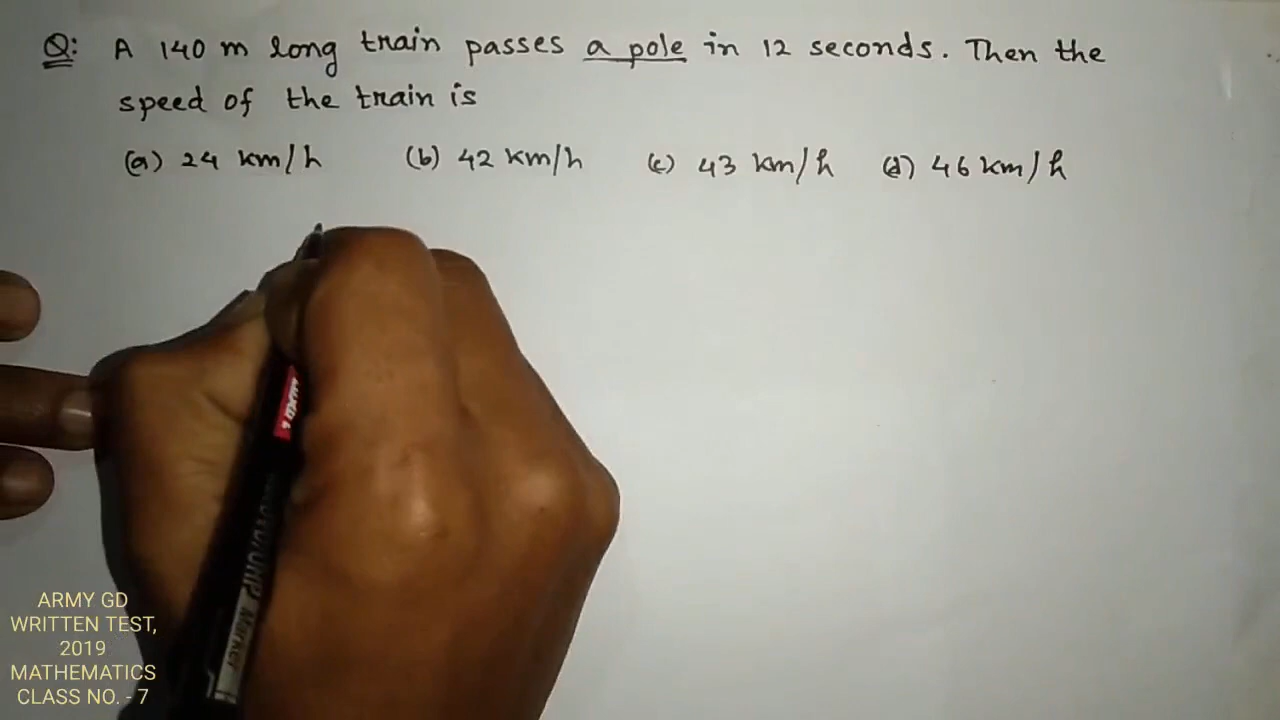 Q: A 140 m long train passes a pole in 12 seconds. Then the
speed of the train is
(a) 24 km/h (b) 42 km/h (c) 43 km/h (d) 46 km/h
ARMY GD
WRITTEN TEST,
2019
MATHEMATICS
CLASS NO. - 7